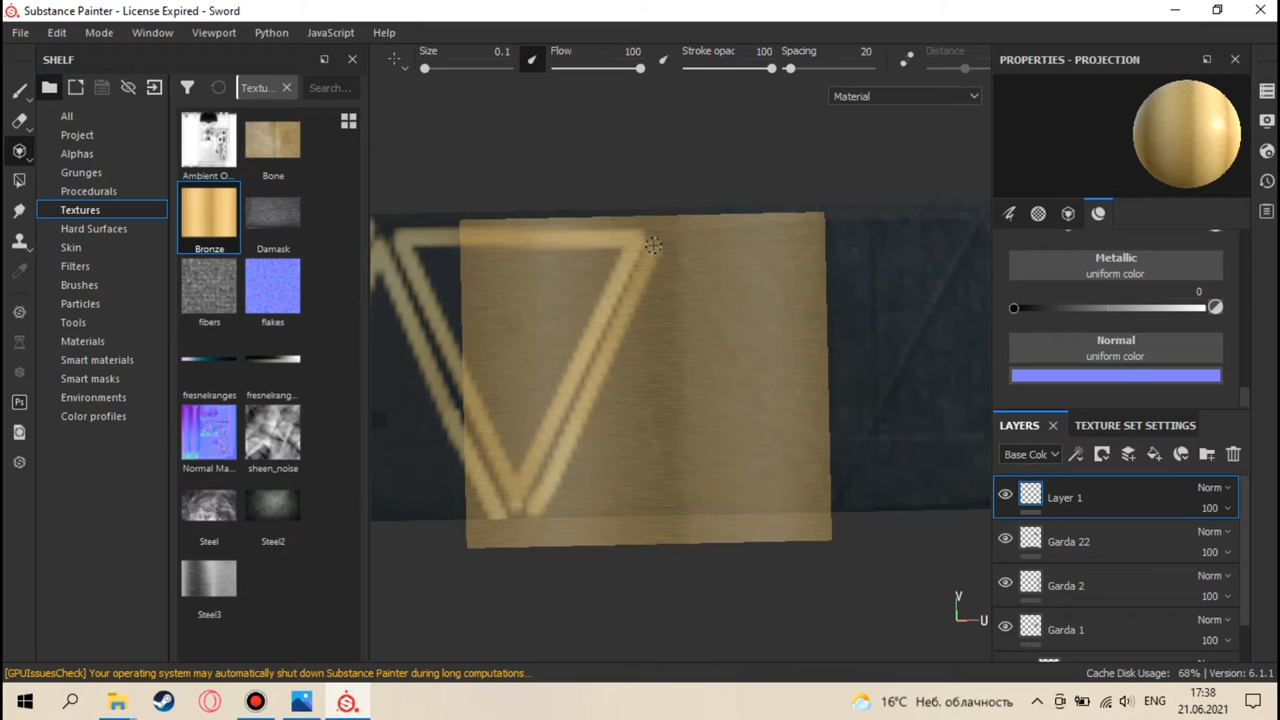 Substance Painter - License Expired - Sword
File Edit Mode Window Viewport Python JavaScript Help
SHELF
Textu...
Search...
All
Project
Alphas
Grunges
Procedurals
Textures
Hard Surfaces
Skin
Filters
Brushes
Particles
Tools
Materials
Smart materials
Smart masks
Environments
Color profiles
Ambient O...
Bone
Bronze
Damask
fibers
flakes
fresnelranges
fresnelrang...
Normal Ma...
sheen_noise
Steel
Steel2
Steel3
Size 0.1
Flow 100
Stroke opac 100
Spacing 20
Distance
Material
V
U
PROPERTIES - PROJECTION
Metallic
uniform color
0
Normal
uniform color
LAYERS
TEXTURE SET SETTINGS
Base Colo
Layer 1
Norm
100
Garda 22
Norm
100
Garda 2
Norm
100
Garda 1
Norm
100
Ps
[GPUIssuesCheck] Your operating system may automatically shut down Substance Painter during long computations...
Cache Disk Usage: 68% | Version: 6.1.1
16°C Неб. облачность
ENG
17:38
21.06.2021